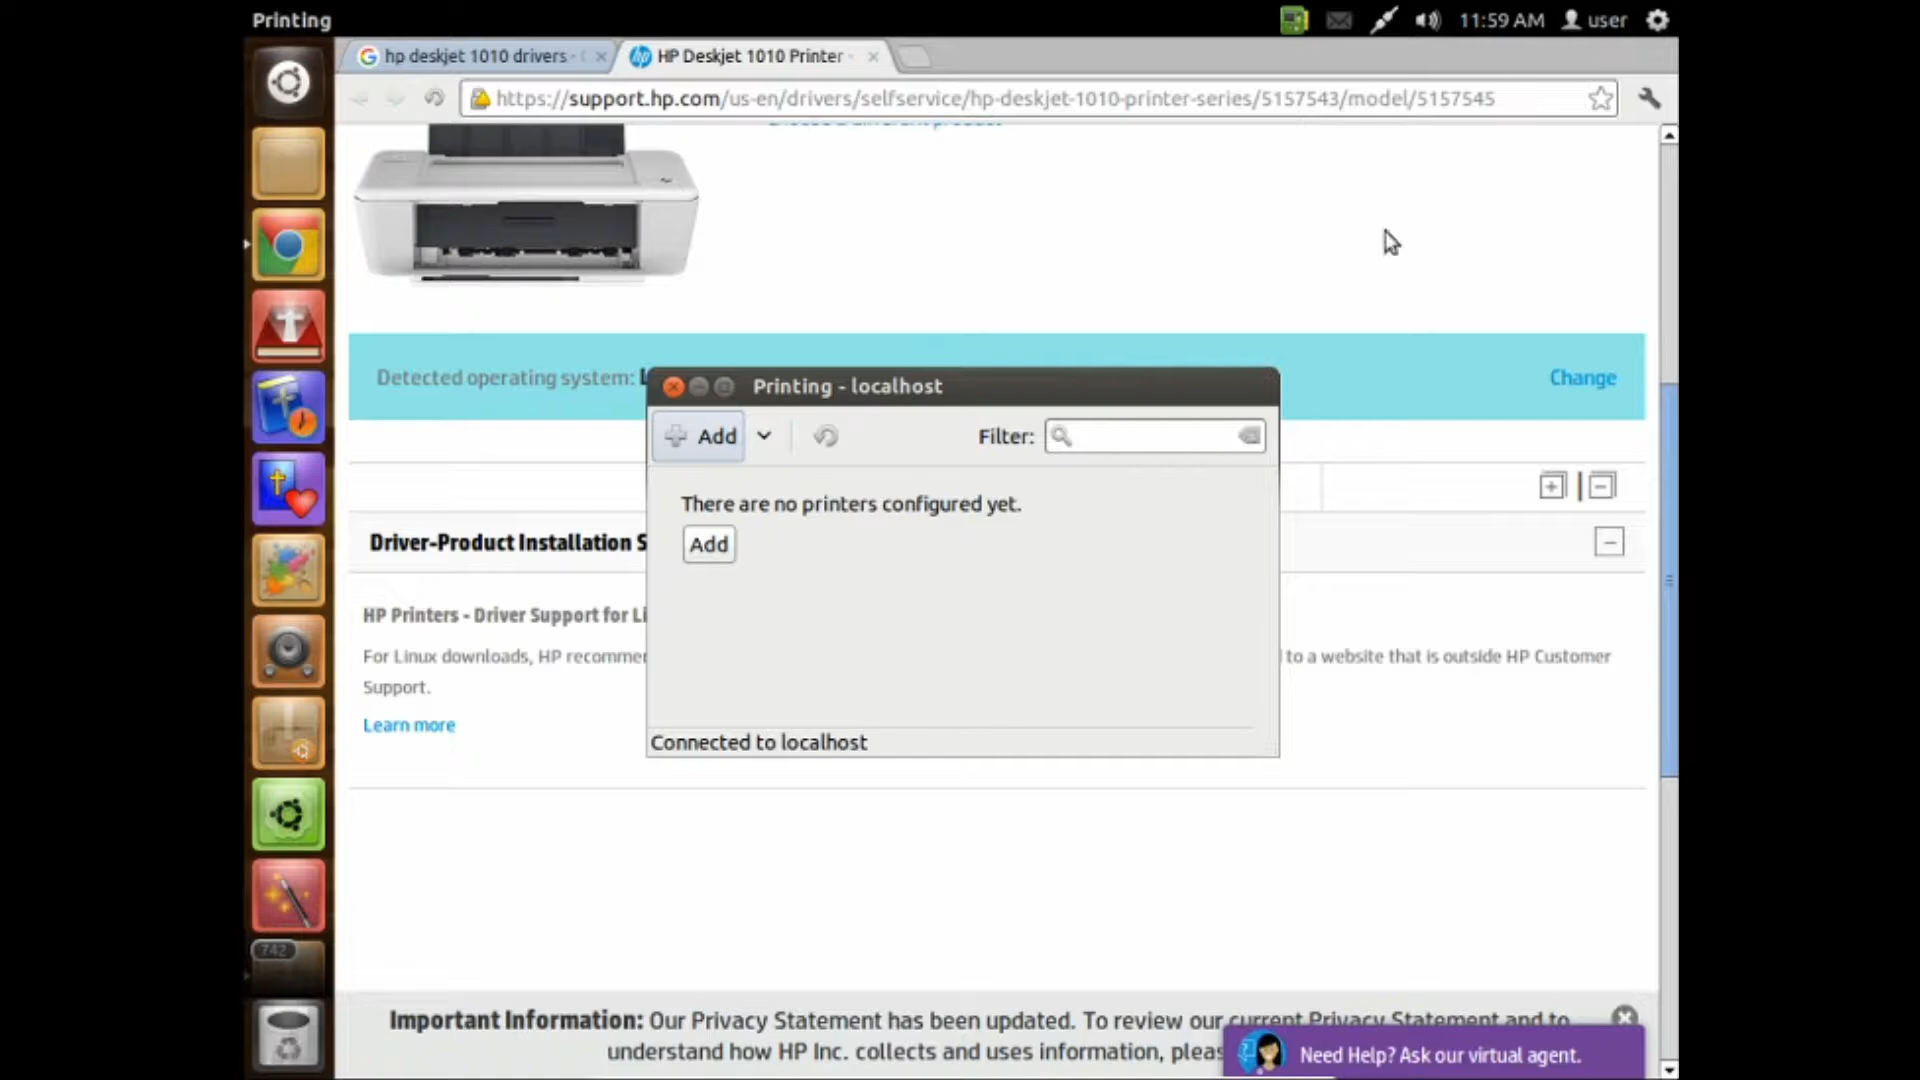 Printing
11:59 AM
user
hp deskjet 1010 drivers -
HP Deskjet 1010 Printer -
https://support.hp.com/us-en/drivers/selfservice/hp-deskjet-1010-printer-series/5157543/model/5157545
Detected operating system:
Change
Printing - localhost
Add
Filter:
There are no printers configured yet.
Add
Driver-Product Installation S
HP Printers - Driver Support for Li
For Linux downloads, HP recommen
to a website that is outside HP Customer
Support.
Learn more
Connected to localhost
742
Important Information: Our Privacy Statement has been updated. To review our current Privacy Statement and to
understand how HP Inc. collects and uses information, pleas
Need Help? Ask our virtual agent.